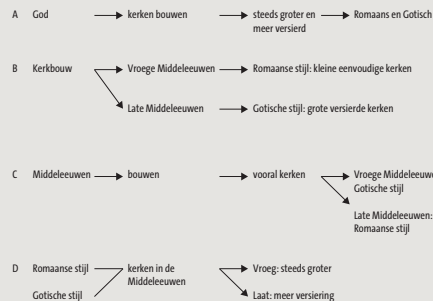 A God kerken bouwen steeds groter en Romaans en Gotisch
meer versierd
B Kerkbouw Vroege Middeleeuwen Romaanse stijl: kleine eenvoudige kerken
Late Middeleeuwen Gotische stijl: grote versierde kerken
C Middeleeuwen bouwen vooral kerken Vroege
Gotische stijl
Late Middeleeuwen:
Romaanse stijl
D Romaanse stijl kerken in de Vroeg: steeds groter
Middeleeuwen
Gotische stijl Laat: meer versiering